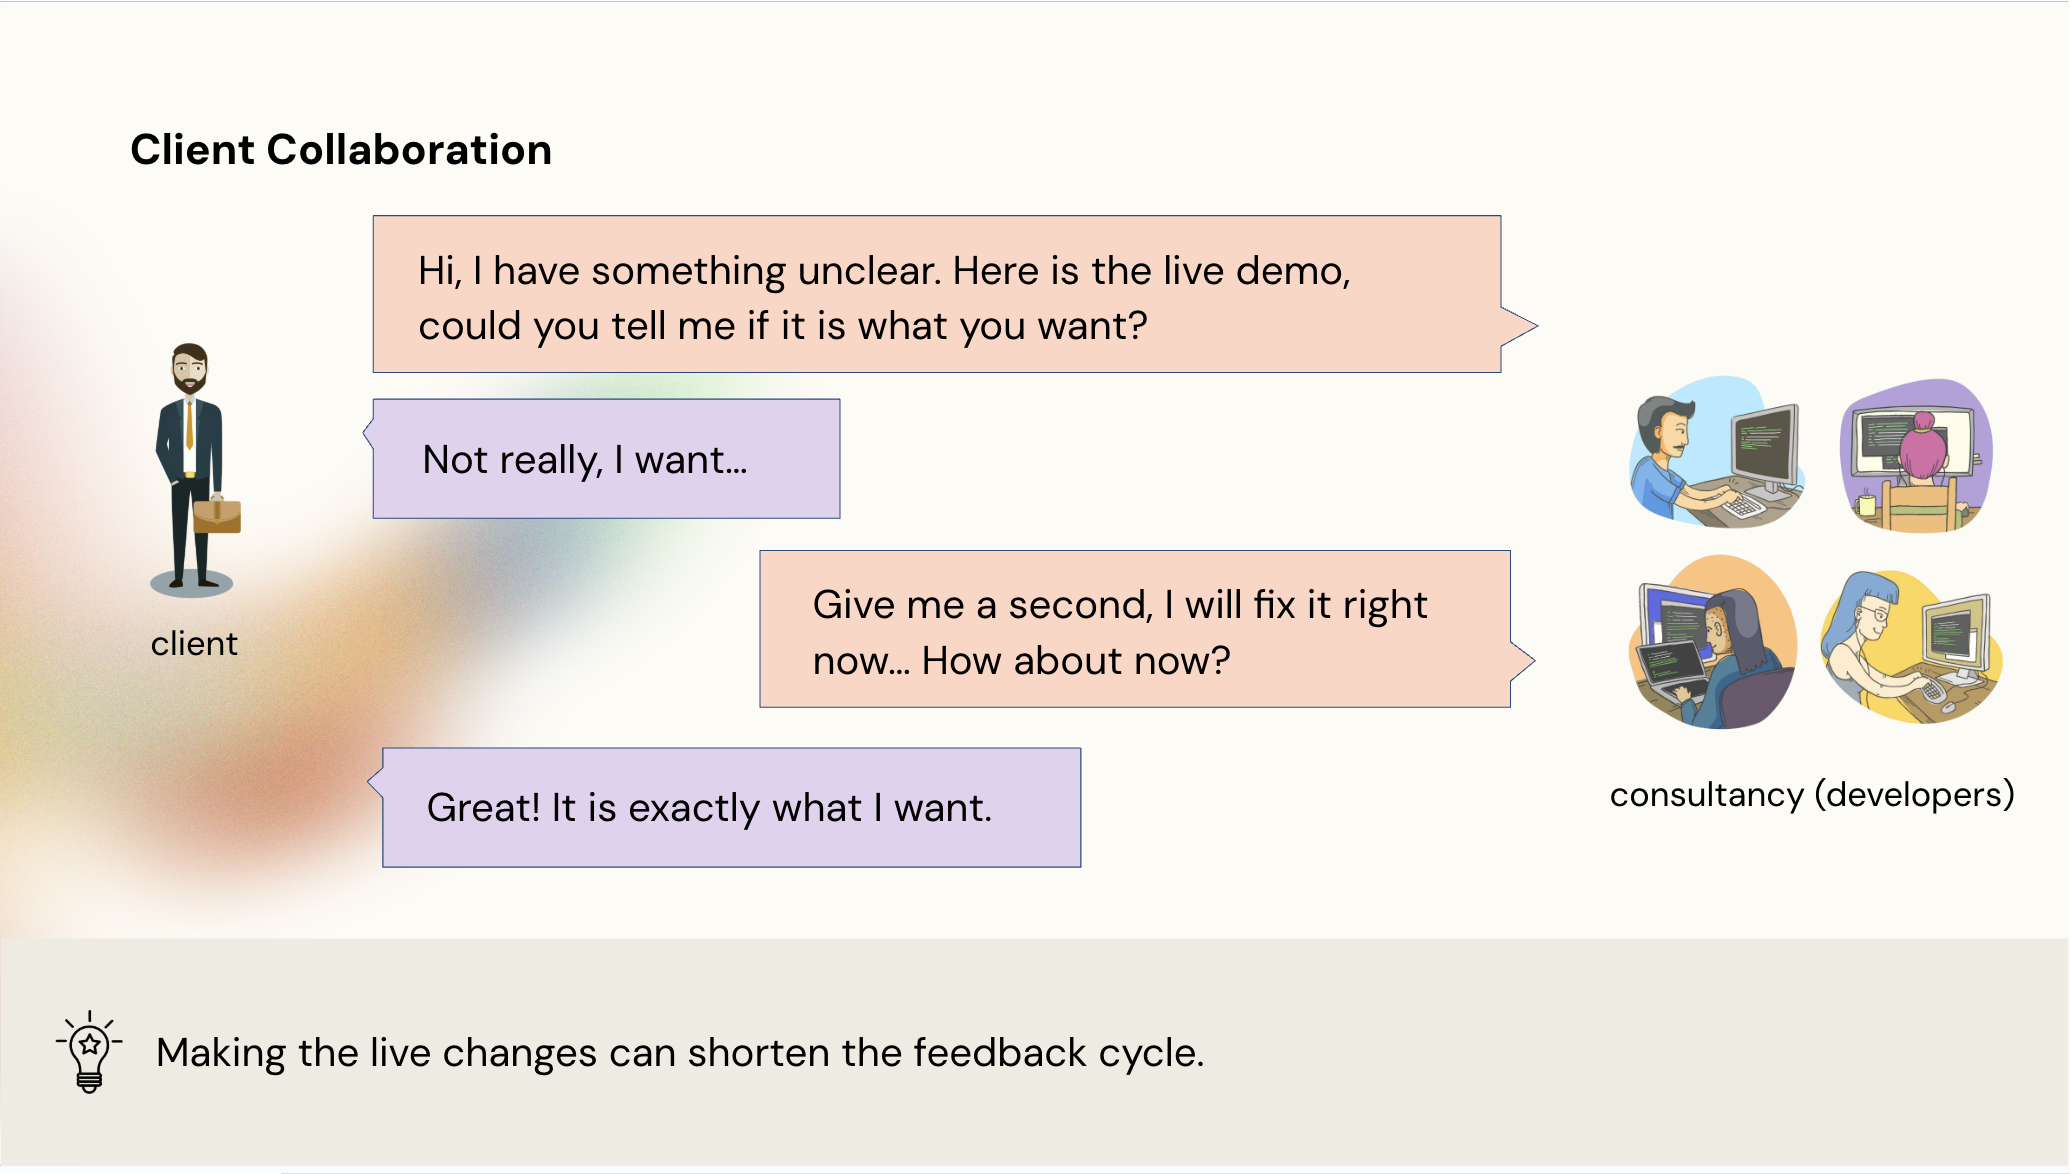 Client Collaboration
Hi, I have something unclear. Here is the live demo,
could you tell me if it is what you want?
Not really, I want...
Give me a second, I will fix it right
now... How about now?
Great! It is exactly what I want.
client
consultancy (developers)
Making the live changes can shorten the feedback cycle.